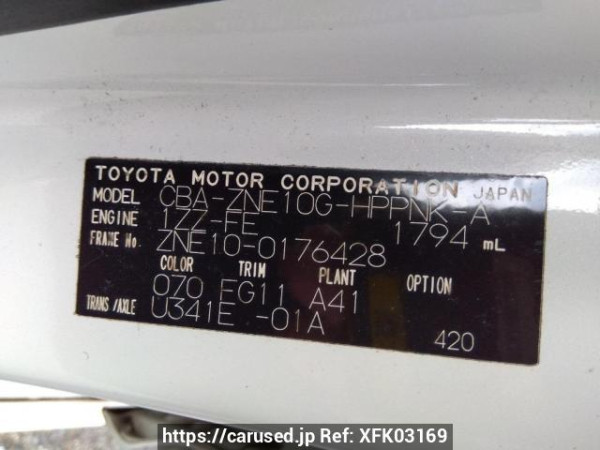 TOYOTA MOTOR CORPORATION JAPAN
MODEL CBA-ZNE10G-HPPNK-A
ENGINE 1ZZ-FE 1794 mL
FRAME No. ZNE10-0176428
COLOR TRIM PLANT OPTION
070 EG11 A41
TRANS/AXLE U341E -01A
420
https://carused.jp Ref: XFK03169